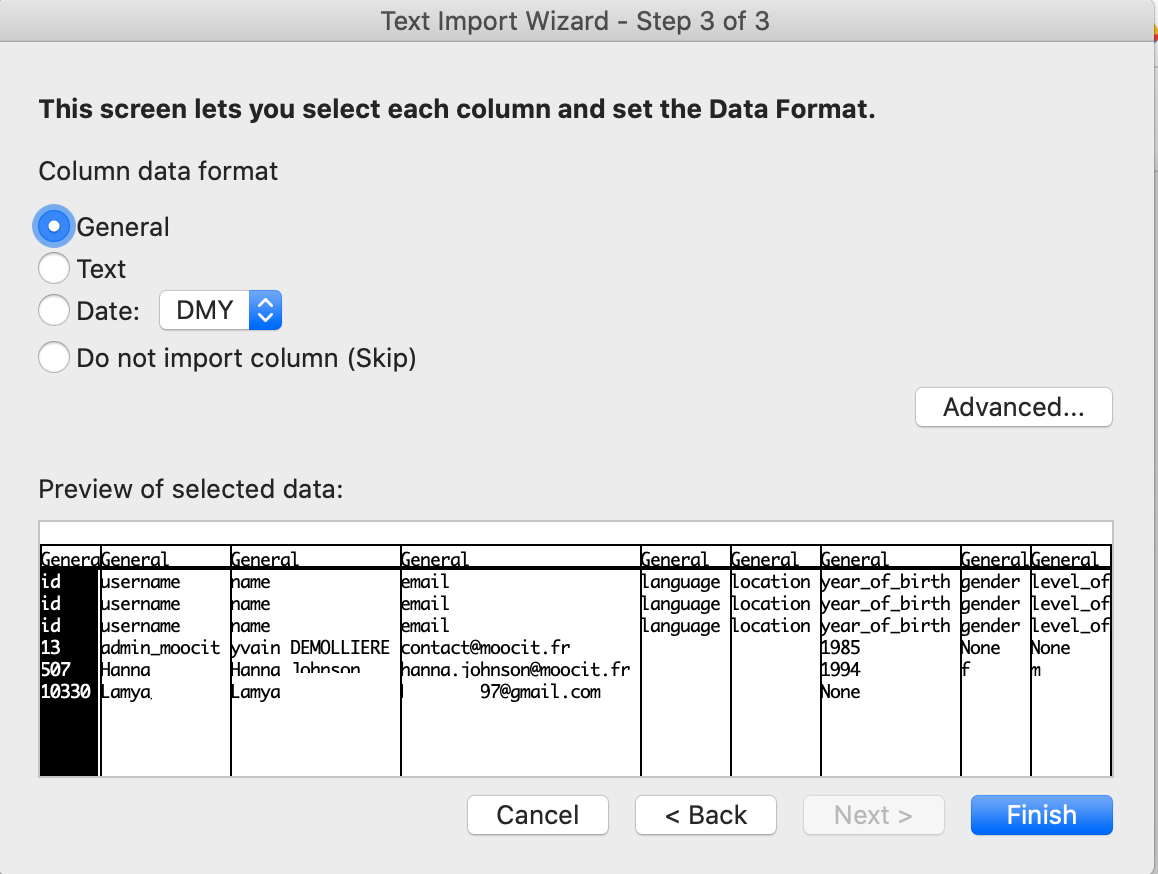 Text Import Wizard - Step 3 of 3
This screen lets you select each column and set the Data Format.
Column data format
General
Text
Date: DMY
Do not import column (Skip)
Advanced...
Preview of selected data:
Genera General General General General General General General General
id username name email language location year_of_birth gender level_of
id username name email language location year_of_birth gender level_of
id username name email language location year_of_birth gender level_of
13 admin_moocit yvain DEMOLLIERE contact@moocit.fr 1985 None None
507 Hanna Hanna Johnson hanna.johnson@moocit.fr 1994 f m
10330 Lamya Lamya 97@gmail.com None
Cancel < Back Next > Finish